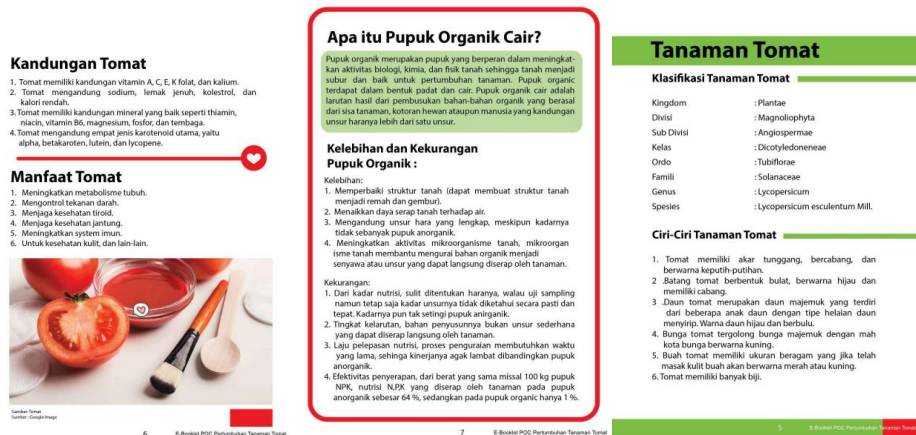 Kandungan Tomat
1. Tomat memiliki kandungan vitamin A, C, E, K folat, dan kalium.
2. Tomat mengandung sodium, lemak jenuh, kolestrol, dan
kalori rendah.
3. Tomat memiliki kandungan mineral yang baik seperti thiamin,
niacin, vitamin B6, magnesium, fosfor, dan tembaga.
4. Tomat mengandung empat jenis karotenoid utama, yaitu
alpha, betakaroten, lutein, dan lycopene.
Manfaat Tomat
1. Meningkatkan metabolisme tubuh.
2. Mengontrol tekanan darah.
3. Menjaga kesehatan tiroid.
4. Menjaga kesehatan jantung.
5. Meningkatkan system imun.
6. Untuk kesehatan kulit, dan lain-lain.
Gambar: Tomat
Sumber : Google Image
6 E-Booklet POC Pertumbuhan Tanaman Tomat
Apa itu Pupuk Organik Cair?
Pupuk organik merupakan pupuk yang berperan dalam meningkat-
kan aktivitas biologi, kimia, dan fisik tanah sehingga tanah menjadi
subur dan baik untuk pertumbuhan tanaman. Pupuk organic
terdapat dalam bentuk padat dan cair. Pupuk organik cair adalah
larutan hasil dari pembusukan bahan-bahan organik yang berasal
dari sisa tanaman, kotoran hewan ataupun manusia yang kandungan
unsur haranya lebih dari satu unsur.
Kelebihan dan Kekurangan
Pupuk Organik :
Kelebihan:
1. Memperbaiki struktur tanah (dapat membuat struktur tanah
menjadi remah dan gembur).
2. Menaikkan daya serap tanah terhadap air.
3. Mengandung unsur hara yang lengkap, meskipun kadarnya
tidak sebanyak pupuk anorganik.
4. Meningkatkan aktivitas mikroorganisme tanah, mikroorgan
isme tanah membantu mengurai bahan organik menjadi
senyawa atau unsur yang dapat langsung diserap oleh tanaman.
Kekurangan:
1. Dari kadar nutrisi, sulit ditentukan haranya, walau uji sampling
namun tetap saja kadar unsurnya tidak diketahui secara pasti dan
tepat. Kadarnya pun tak setingi pupuk anirganik.
2. Tingkat kelarutan, bahan penyusunnya bukan unsur sederhana
yang dapat diserap langsung oleh tanaman.
3. Laju pelepasan nutrisi, proses penguraian membutuhkan waktu
yang lama, sehinga kinerjanya agak lambat dibandingkan pupuk
anorganik.
4. Efektivitas penyerapan, dari berat yang sama missal 100 kg pupuk
NPK, nutrisi N,P,K yang diserap oleh tanaman pada pupuk
anorganik sebesar 64 %, sedangkan pada pupuk organic hanya 1 %.
7 E-Booklet POC Pertumbuhan Tanaman Tomat
Tanaman Tomat
Klasifikasi Tanaman Tomat
Kingdom : Plantae
Divisi : Magnoliophyta
Sub Divisi : Angiospermae
Kelas : Dicotyledoneneae
Ordo : Tubiflorae
Famili : Solanaceae
Genus : Lycopersicum
Spesies : Lycopersicum esculentum Mill.
Ciri-Ciri Tanaman Tomat
1. Tomat memiliki akar tunggang, bercabang, dan
berwarna keputih-putihan.
2 .Batang tomat berbentuk bulat, berwarna hijau dan
memiliki cabang.
3 .Daun tomat merupakan daun majemuk yang terdiri
dari beberapa anak daun dengan tipe helaian daun
menyirip. Warna daun hijau dan berbulu.
4. Bunga tomat tergolong bunga majemuk dengan mah
kota bunga berwarna kuning.
5. Buah tomat memiliki ukuran beragam yang jika telah
masak kulit buah akan berwarna merah atau kuning.
6. Tomat memiliki banyak biji.
5 E-Booklet POC Pertumbuhan Tanaman Tomat